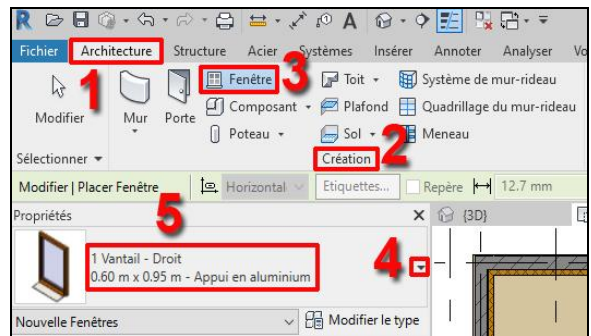 R A
Fichier Architecture Structure Acier Systèmes Insérer Annoter Analyser Vo
1 3
Fenêtre Toit Système de mur-rideau
Modifier Mur Porte Composant Plafond Quadrillage du mur-rideau
Poteau Sol Meneau
2
Sélectionner Création
Modifier | Placer Fenêtre Horizontale Etiquettes... Repère 12.7 mm
5
Propriétés X {3D}
1 Vantail - Droit
0.60 m x 0.95 m - Appui en aluminium
4
Nouvelle Fenêtres Modifier le type